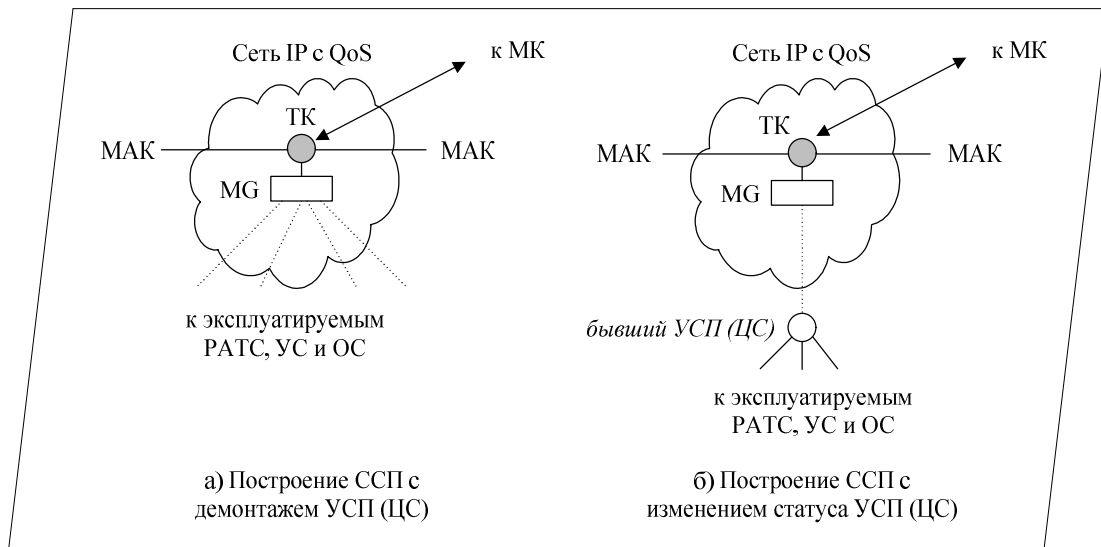 Сеть IP с QoS
к МК
ТК
МАК
МАК
MG
к эксплуатируемым
РАТС, УС и ОС
а) Построение ССП с
демонтажем УСП (ЦС)
Сеть IP с QoS
к МК
ТК
МАК
МАК
MG
бывший УСП (ЦС)
к эксплуатируемым
РАТС, УС и ОС
б) Построение ССП с
изменением статуса УСП (ЦС)